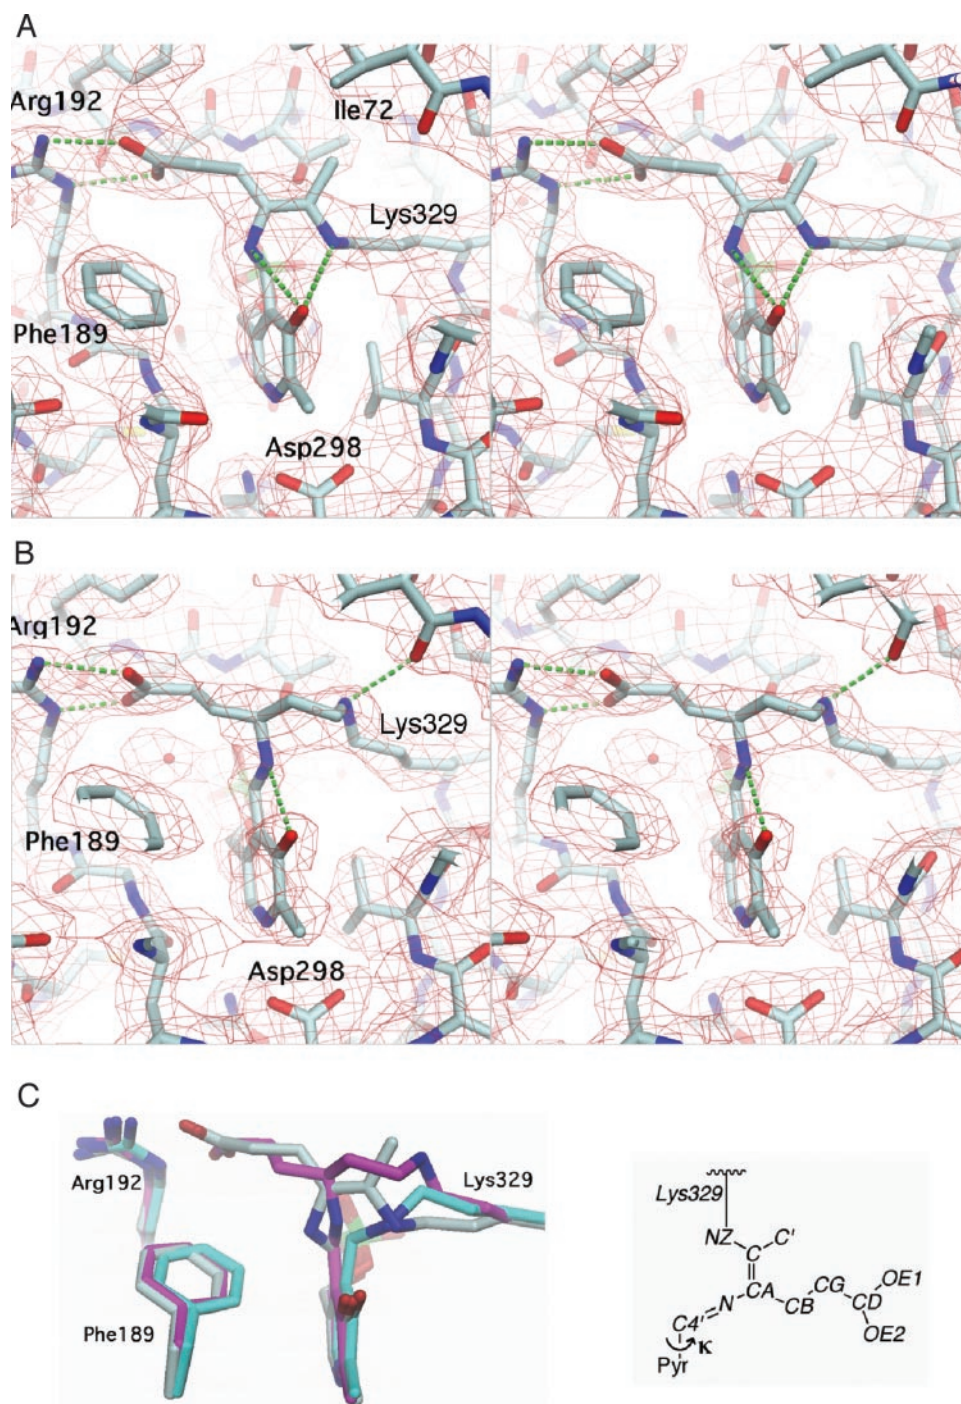 A
Arg192
Ile72
Lys329
Phe189
Asp298
B
Arg192
Lys329
Phe189
Asp298
C
Arg192
Lys329
Phe189
Lys329
NZ
C'
C
CA
CG
OE1
C4'
N
CB
CD
OE2
κ
Pyr